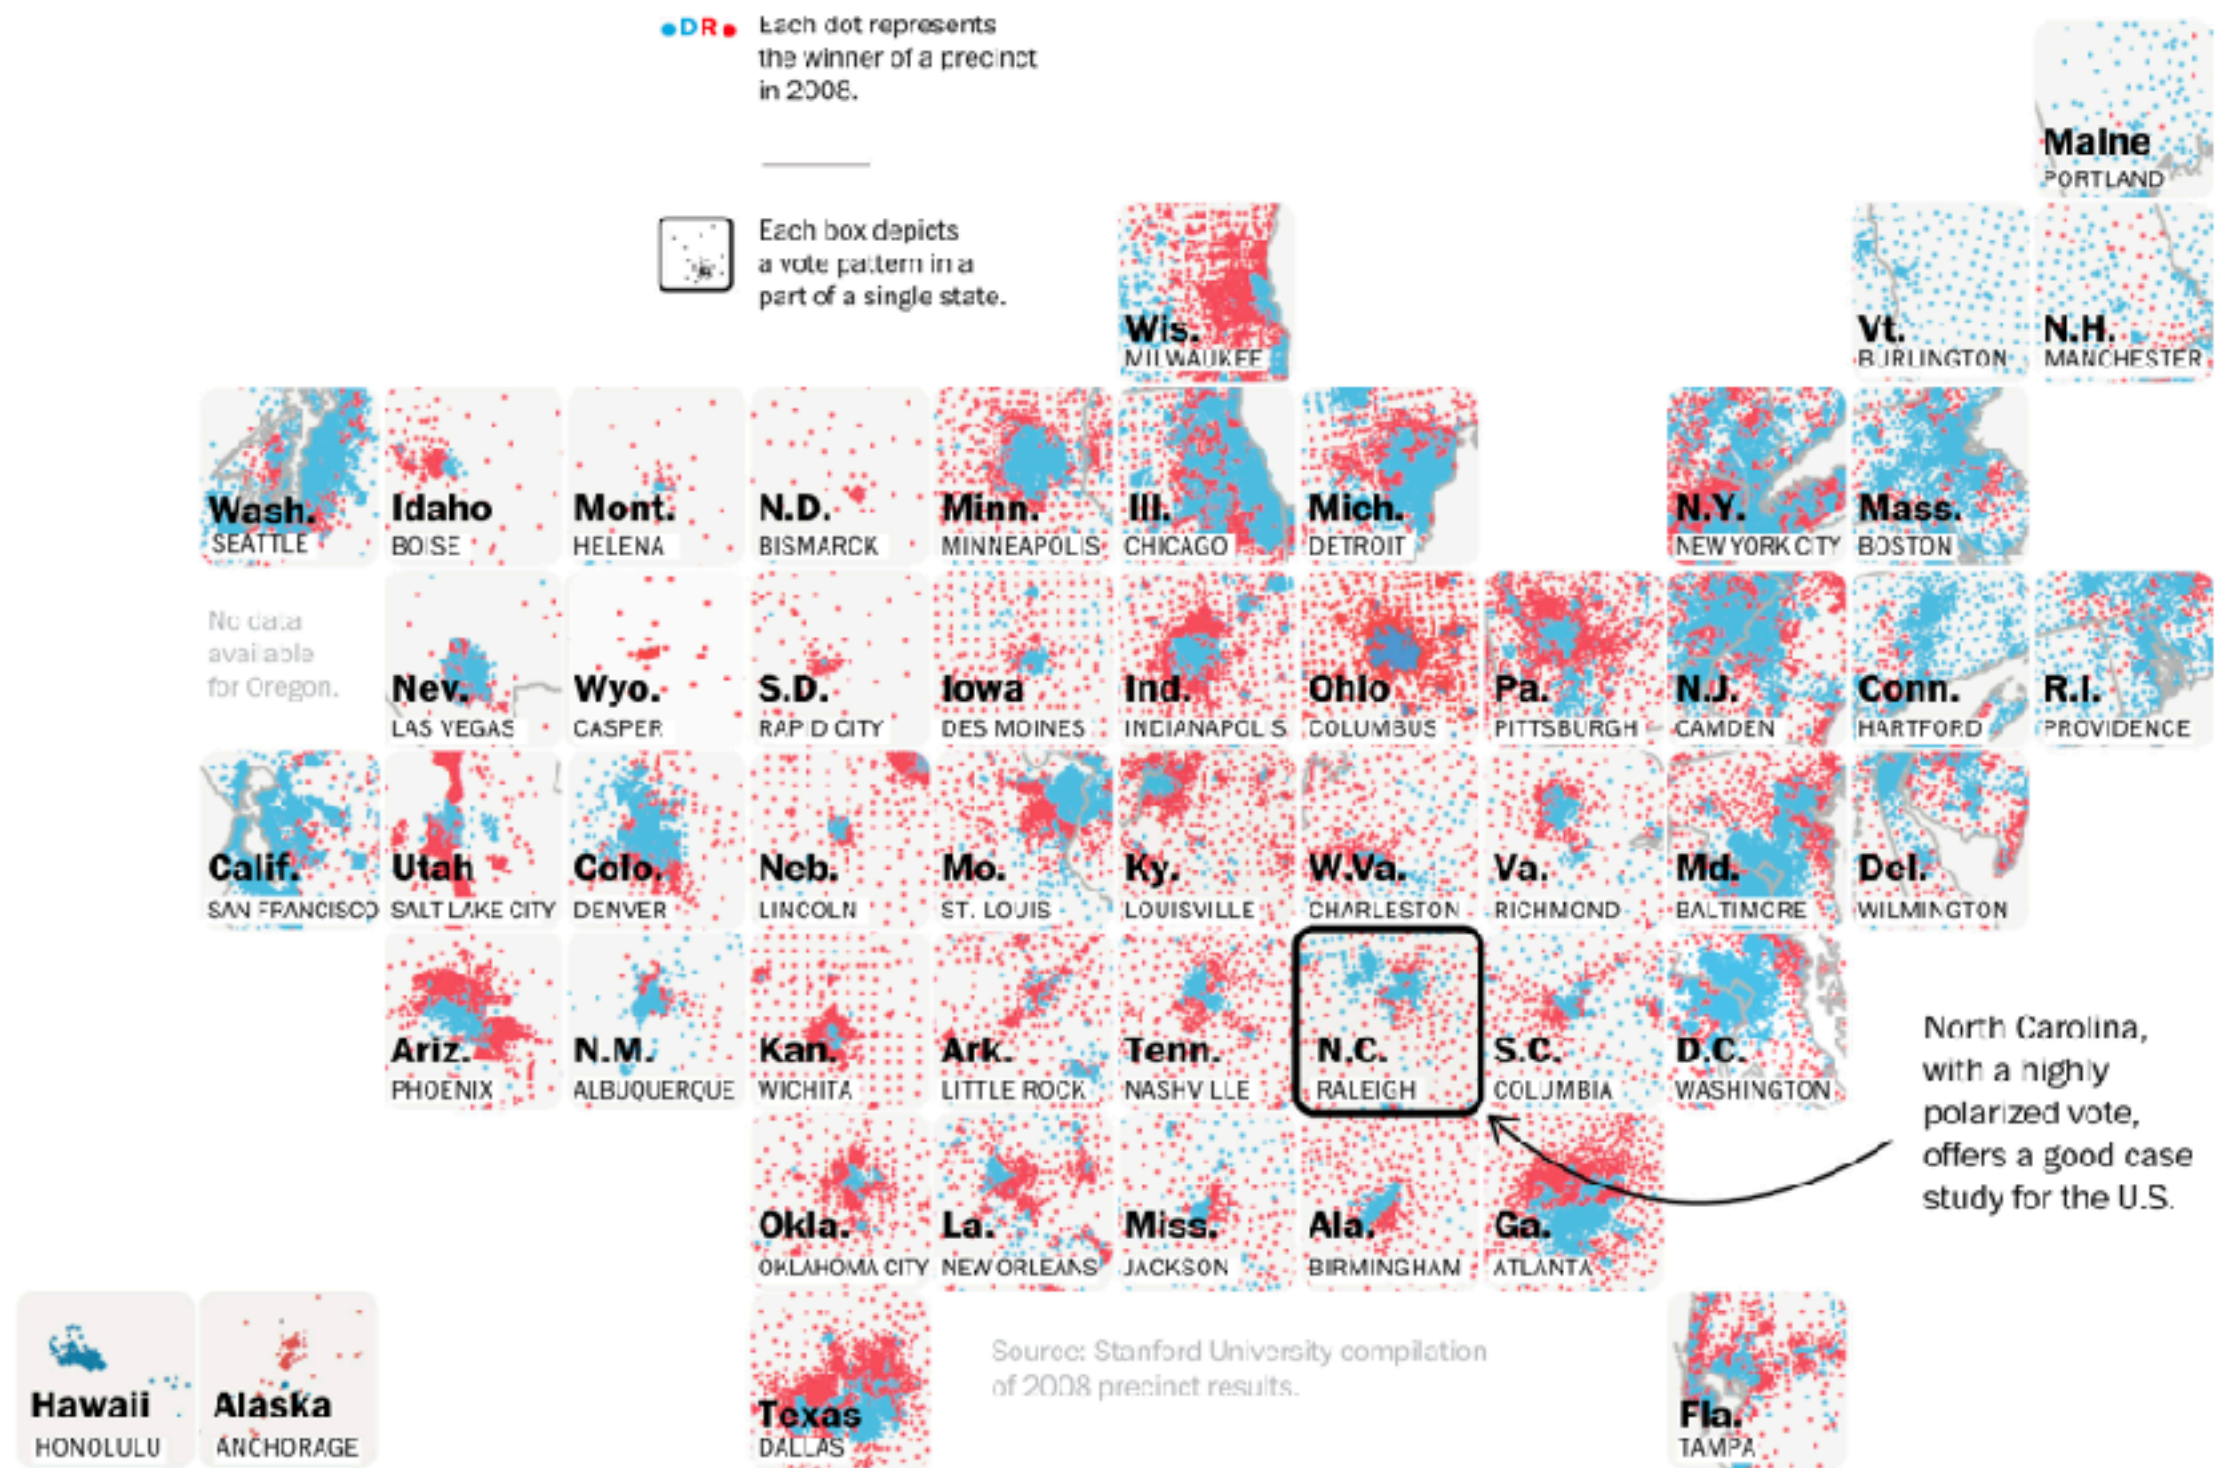 D R
Each dot represents
the winner of a precinct
in 2008.
Each box depicts
a vote pattern in a
part of a single state.
Maine
PORTLAND
Wis.
MILWAUKEE
Vt.
BURLINGTON
N.H.
MANCHESTER
Wash.
SEATTLE
Idaho
BOISE
Mont.
HELENA
N.D.
BISMARCK
Minn.
MINNEAPOLIS
Ill.
CHICAGO
Mich.
DETROIT
N.Y.
NEW YORK CITY
Mass.
BOSTON
No data
available
for Oregon.
Nev.
LAS VEGAS
Wyo.
CASPER
S.D.
RAPID CITY
Iowa
DES MOINES
Ind.
INDIANAPOLIS
Ohio
COLUMBUS
Pa.
PITTSBURGH
N.J.
CAMDEN
Conn.
HARTFORD
R.I.
PROVIDENCE
Calif.
SAN FRANCISCO
Utah
SALT LAKE CITY
Colo.
DENVER
Neb.
LINCOLN
Mo.
ST. LOUIS
Ky.
LOUISVILLE
W.Va.
CHARLESTON
Va.
RICHMOND
Md.
BALTIMORE
Del.
WILMINGTON
Ariz.
PHOENIX
N.M.
ALBUQUERQUE
Kan.
WICHITA
Ark.
LITTLE ROCK
Tenn.
NASHVILLE
N.C.
RALEIGH
S.C.
COLUMBIA
D.C.
WASHINGTON
North Carolina,
with a highly
polarized vote,
offers a good case
study for the U.S.
Okla.
OKLAHOMA CITY
La.
NEW ORLEANS
Miss.
JACKSON
Ala.
BIRMINGHAM
Ga.
ATLANTA
Hawaii
HONOLULU
Alaska
ANCHORAGE
Texas
DALLAS
Source: Stanford University compilation
of 2008 precinct results.
Fla.
TAMPA